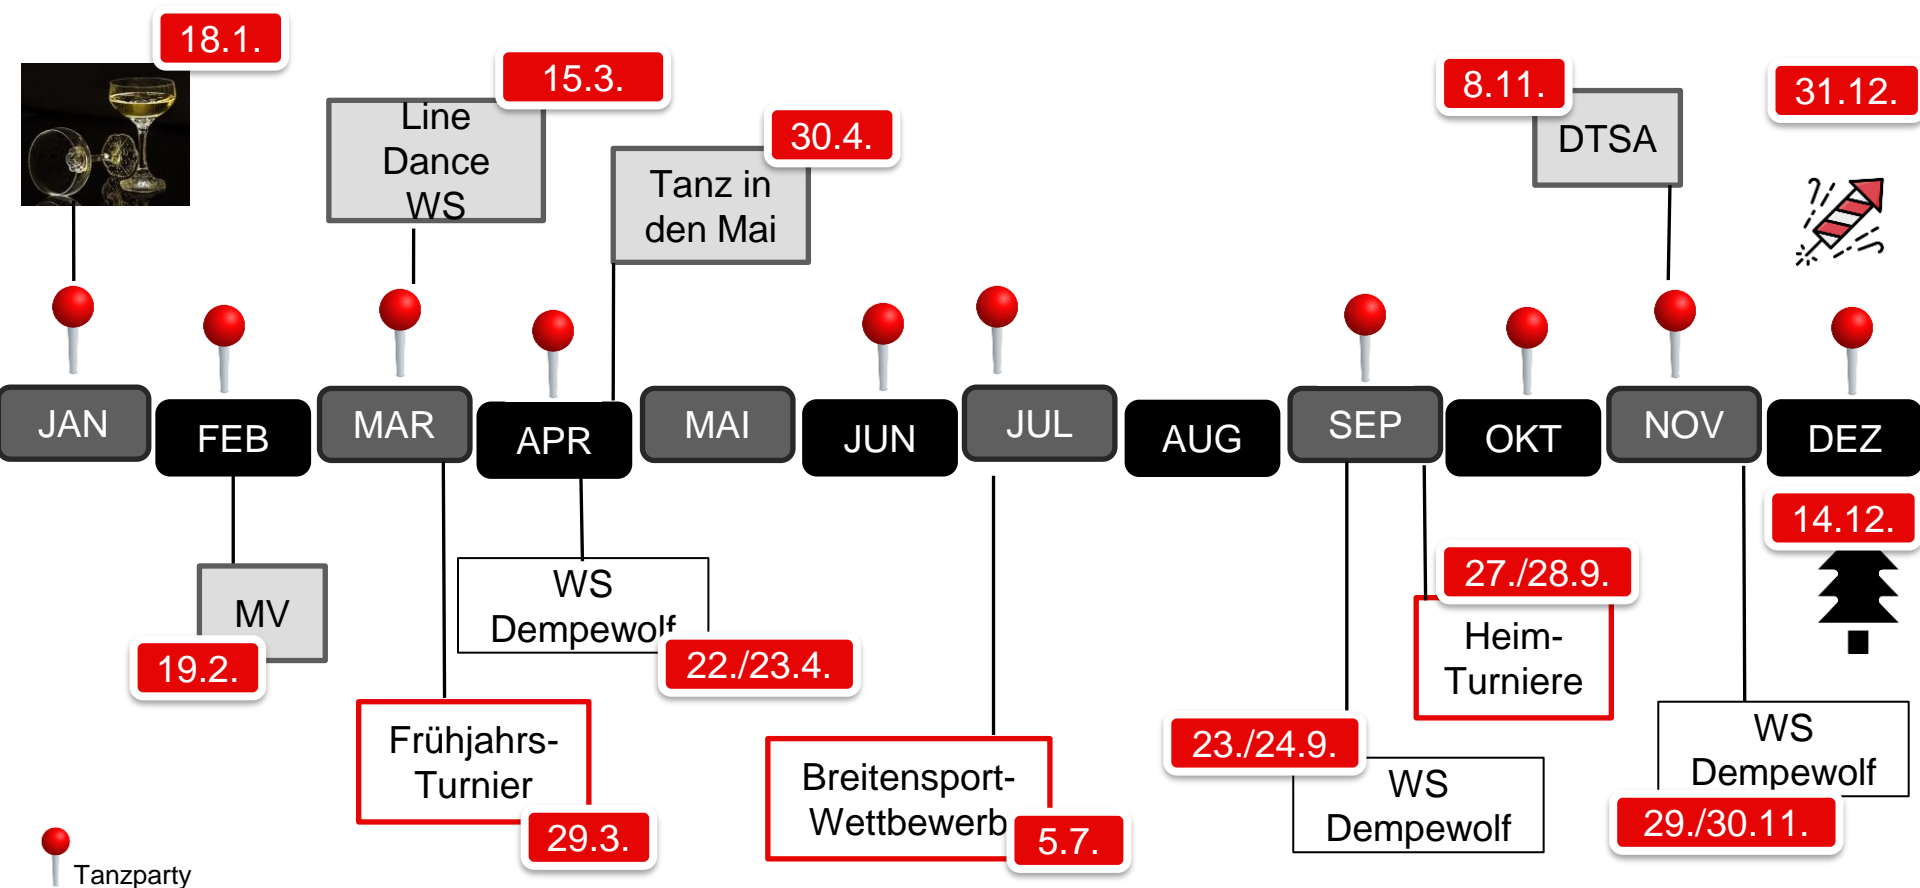 18.1.
15.3.
Line
Dance
WS
30.4.
Tanz in
den Mai
8.11.
DTSA
31.12.
JAN
FEB
MAR
APR
MAI
JUN
JUL
AUG
SEP
OKT
NOV
DEZ
MV
19.2.
Frühjahrs-
Turnier
29.3.
WS
Dempewolf
22./23.4.
Breitensport-
Wettbewerb
5.7.
23./24.9.
WS
Dempewolf
27./28.9.
Heim-
Turniere
14.12.
WS
Dempewolf
29./30.11.
Tanzparty